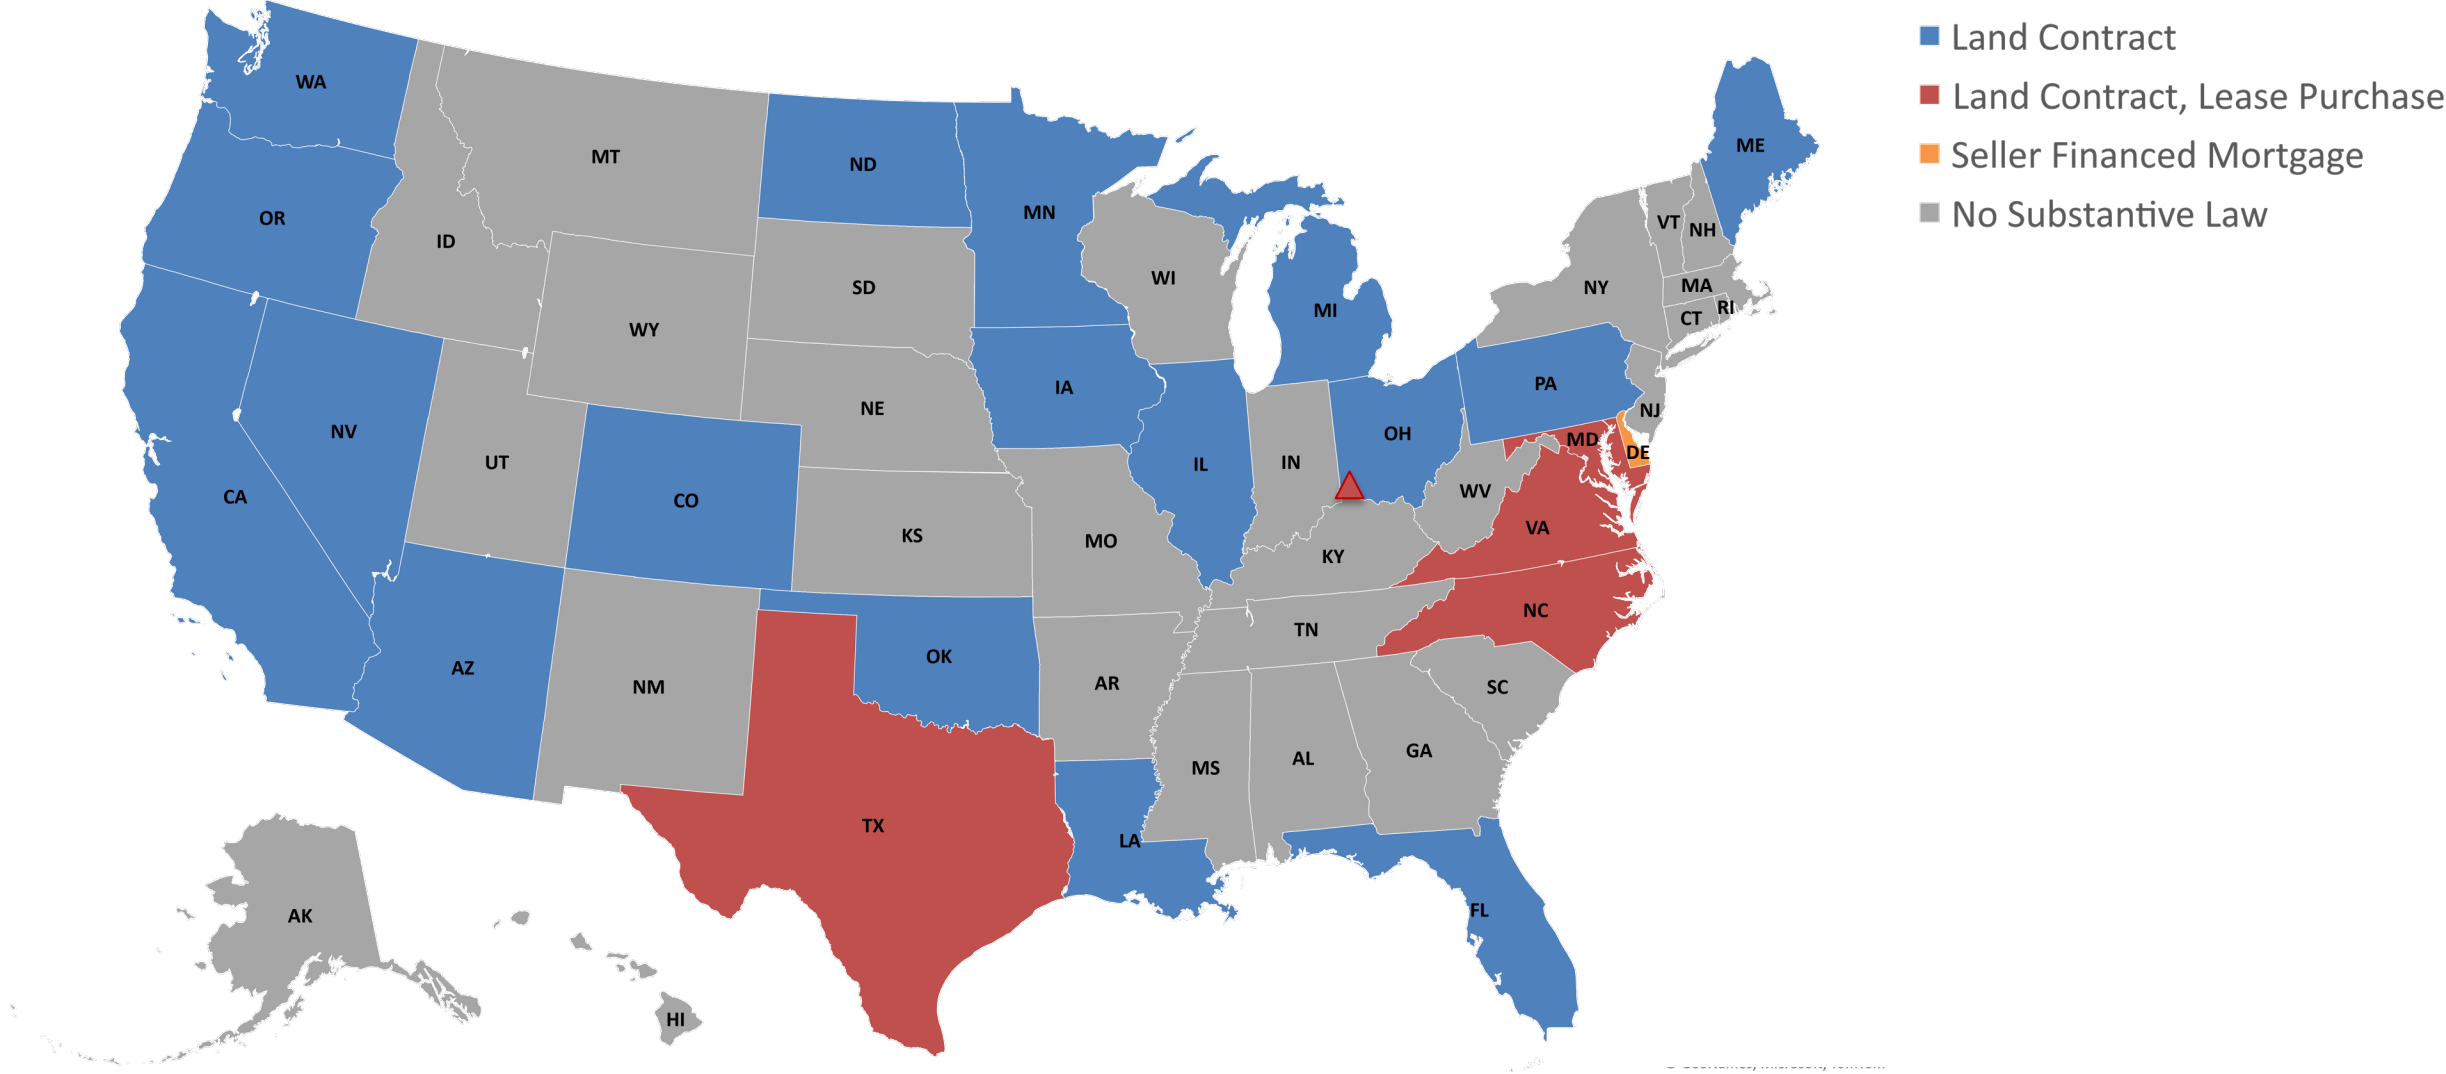 Land Contract
Land Contract, Lease Purchase
Seller Financed Mortgage
No Substantive Law
WA
OR
CA
NV
ID
MT
WY
UT
AZ
CO
NM
ND
SD
NE
KS
OK
TX
MN
IA
MO
AR
LA
WI
IL
MI
IN
OH
KY
TN
MS
AL
GA
FL
SC
NC
VA
WV
MD
DE
PA
NJ
NY
CT
RI
MA
VT
NH
ME
AK
HI